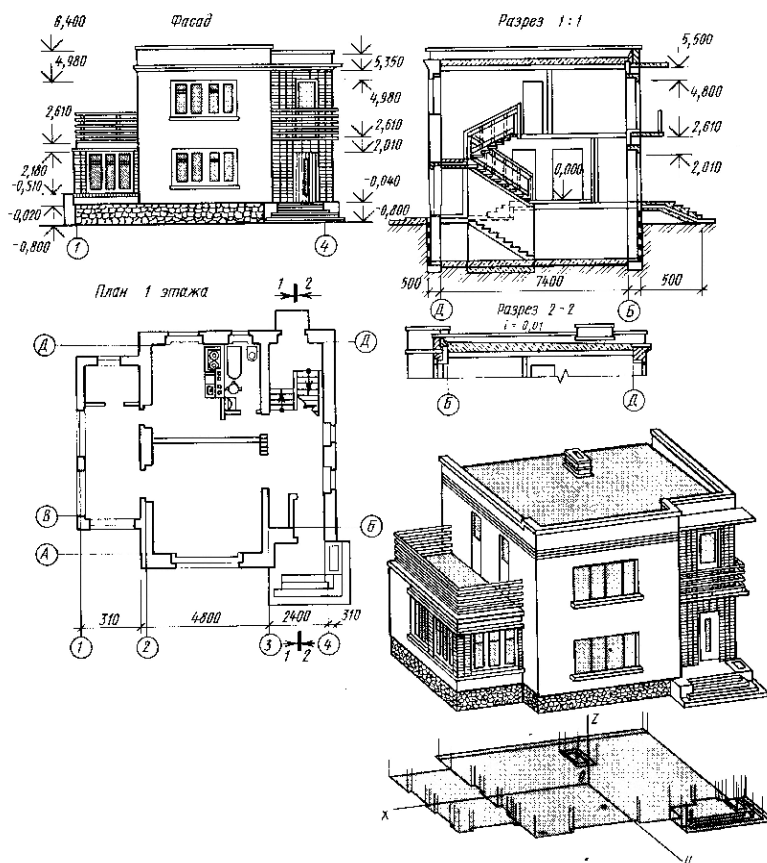 Фасад
6,400
4,980
2,610
2,180
-0,510
-0,020
-0,800
1
4
5,350
4,980
2,610
2,010
-0,040
-0,800
Разрез 1:1
5,500
4,800
2,610
2,010
0,000
500
7400
500
Д
Б
План 1 этажа
1 2
Д
Д
В
А
Б
310
4800
2400
310
1
2
3
4
1 2
Разрез 2-2
i = 0,01
Б
Д
Z
X